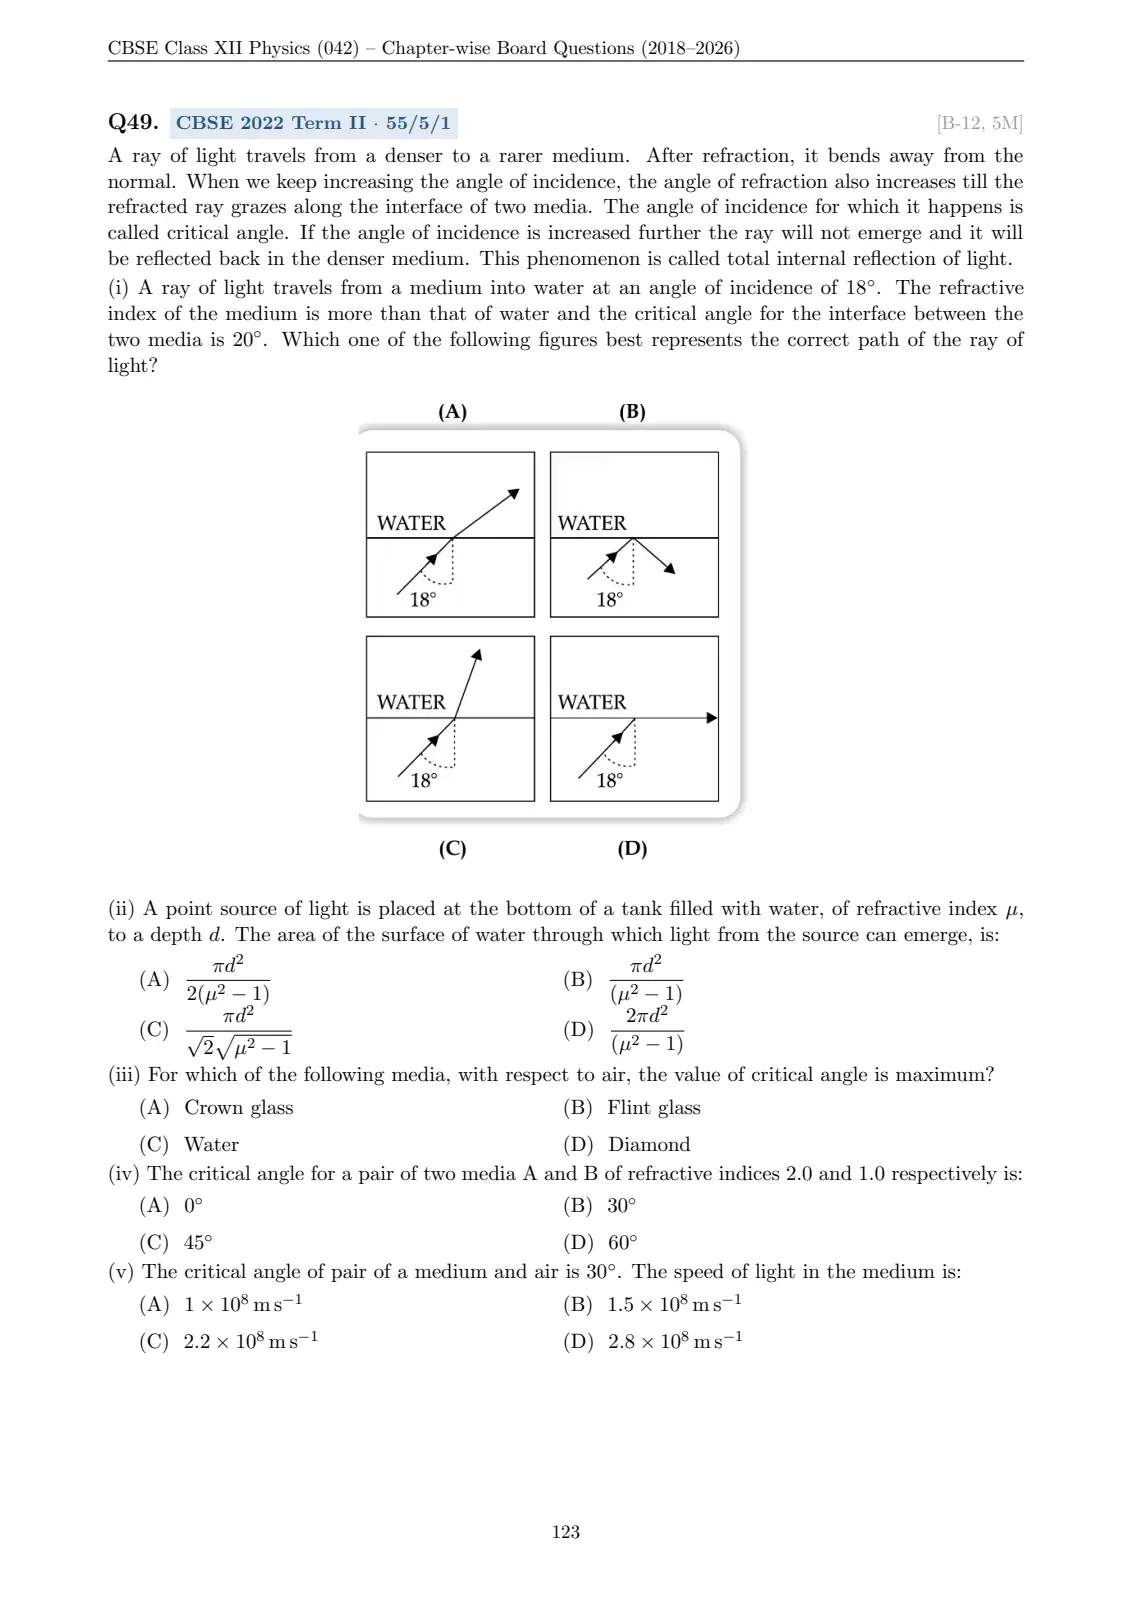 CBSE Class XII Physics (042) – Chapter-wise Board Questions (2018–2026)
Q49. CBSE 2022 Term II · 55/5/1 [B-12, 5M]
A ray of light travels from a denser to a rarer medium. After refraction, it bends away from the
normal. When we keep increasing the angle of incidence, the angle of refraction also increases till the
refracted ray grazes along the interface of two media. The angle of incidence for which it happens is
called critical angle. If the angle of incidence is increased further the ray will not emerge and it will
be reflected back in the denser medium. This phenomenon is called total internal reflection of light.
(i) A ray of light travels from a medium into water at an angle of incidence of 18°. The refractive
index of the medium is more than that of water and the critical angle for the interface between the
two media is 20°. Which one of the following figures best represents the correct path of the ray of
light?
(A) (B)
WATER WATER
18° 18°
WATER WATER
18° 18°
(C) (D)
(ii) A point source of light is placed at the bottom of a tank filled with water, of refractive index μ,
to a depth d. The area of the surface of water through which light from the source can emerge, is:
(A) πd²/2(μ² − 1) (B) πd²/(μ² − 1)
(C) πd²/√2√(μ² − 1) (D) 2πd²/(μ² − 1)
(iii) For which of the following media, with respect to air, the value of critical angle is maximum?
(A) Crown glass (B) Flint glass
(C) Water (D) Diamond
(iv) The critical angle for a pair of two media A and B of refractive indices 2.0 and 1.0 respectively is:
(A) 0° (B) 30°
(C) 45° (D) 60°
(v) The critical angle of pair of a medium and air is 30°. The speed of light in the medium is:
(A) 1 × 10⁸ m s⁻¹ (B) 1.5 × 10⁸ m s⁻¹
(C) 2.2 × 10⁸ m s⁻¹ (D) 2.8 × 10⁸ m s⁻¹
123